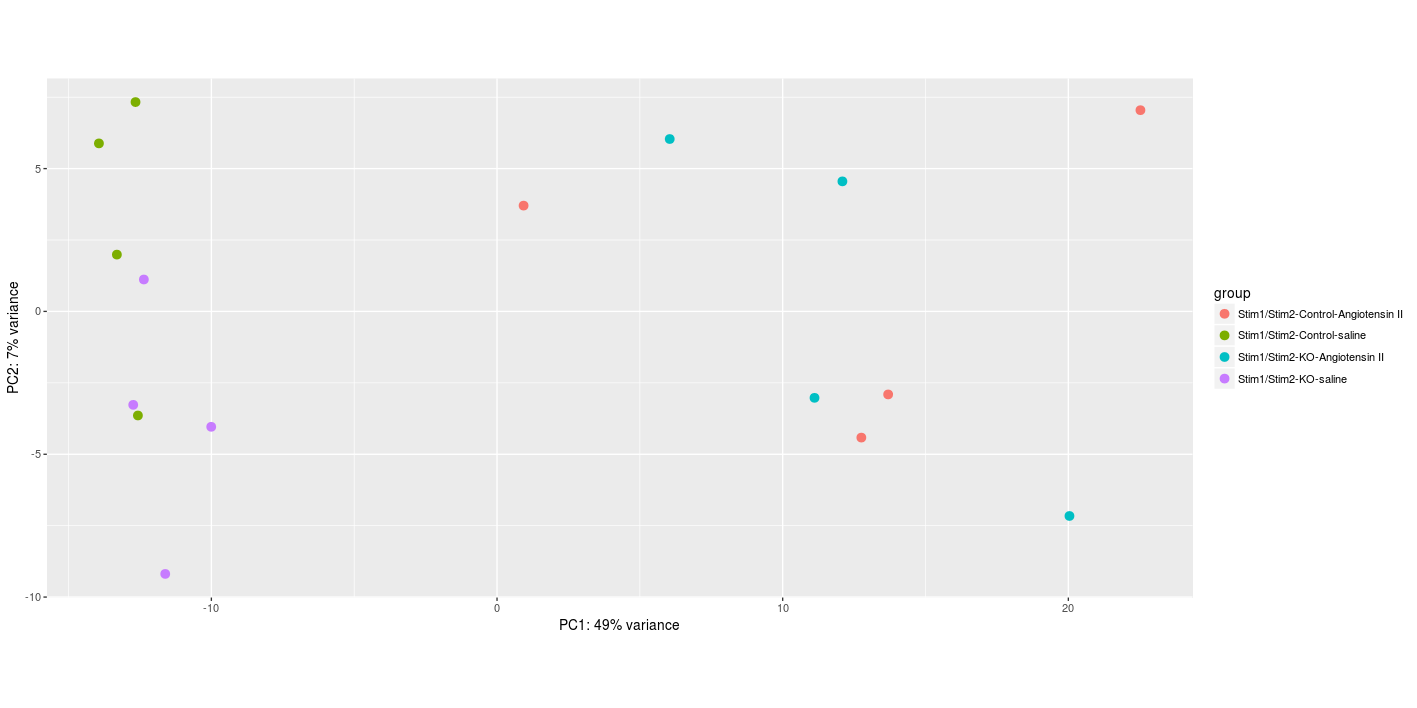 5
0
-5
-10
PC2: 7% variance
-10
0
10
20
PC1: 49% variance
group
Stim1/Stim2-Control-Angiotensin II
Stim1/Stim2-Control-saline
Stim1/Stim2-KO-Angiotensin II
Stim1/Stim2-KO-saline